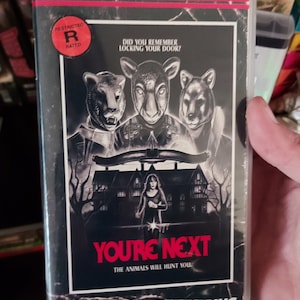 RESTRICTED
R
RATED
DID YOU REMEMBER
LOCKING YOUR DOOR?
YOU'RE NEXT
THE ANIMALS WILL HUNT YOU.